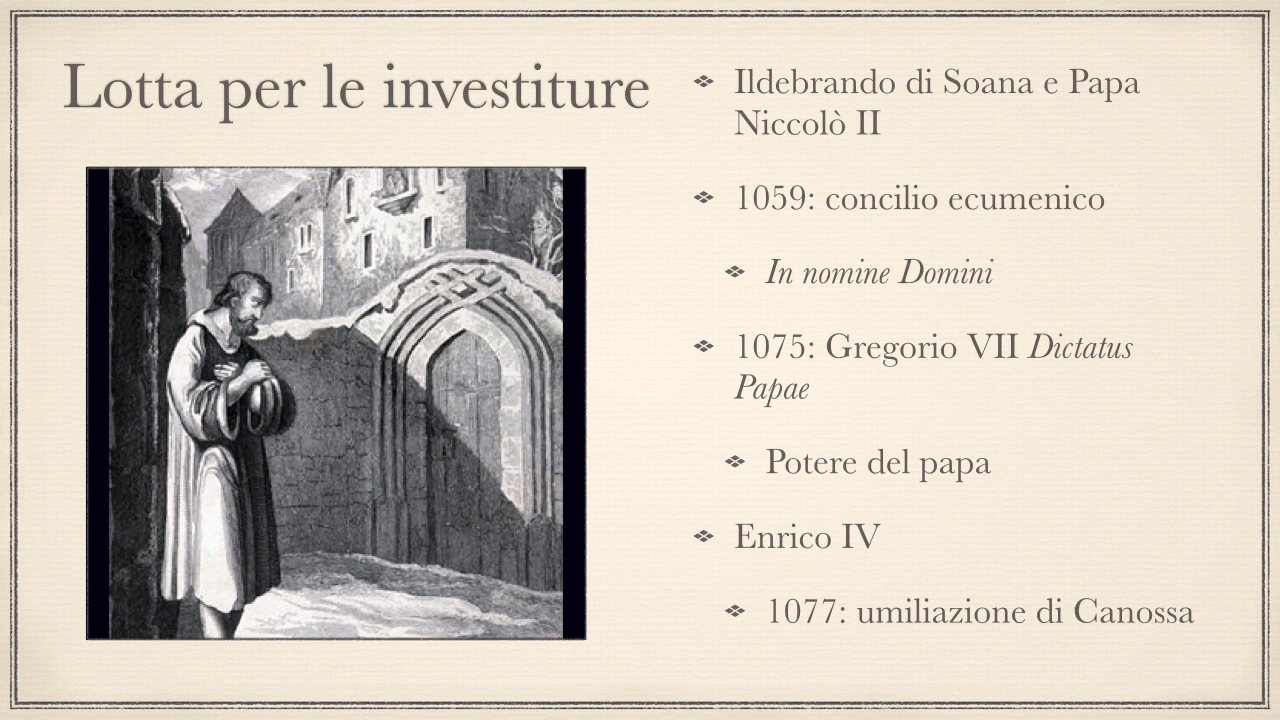 Lotta per le investiture
Ildebrando di Soana e Papa
Niccolò II
1059: concilio ecumenico
In nomine Domini
1075: Gregorio VII Dictatus
Papae
Potere del papa
Enrico IV
1077: umiliazione di Canossa